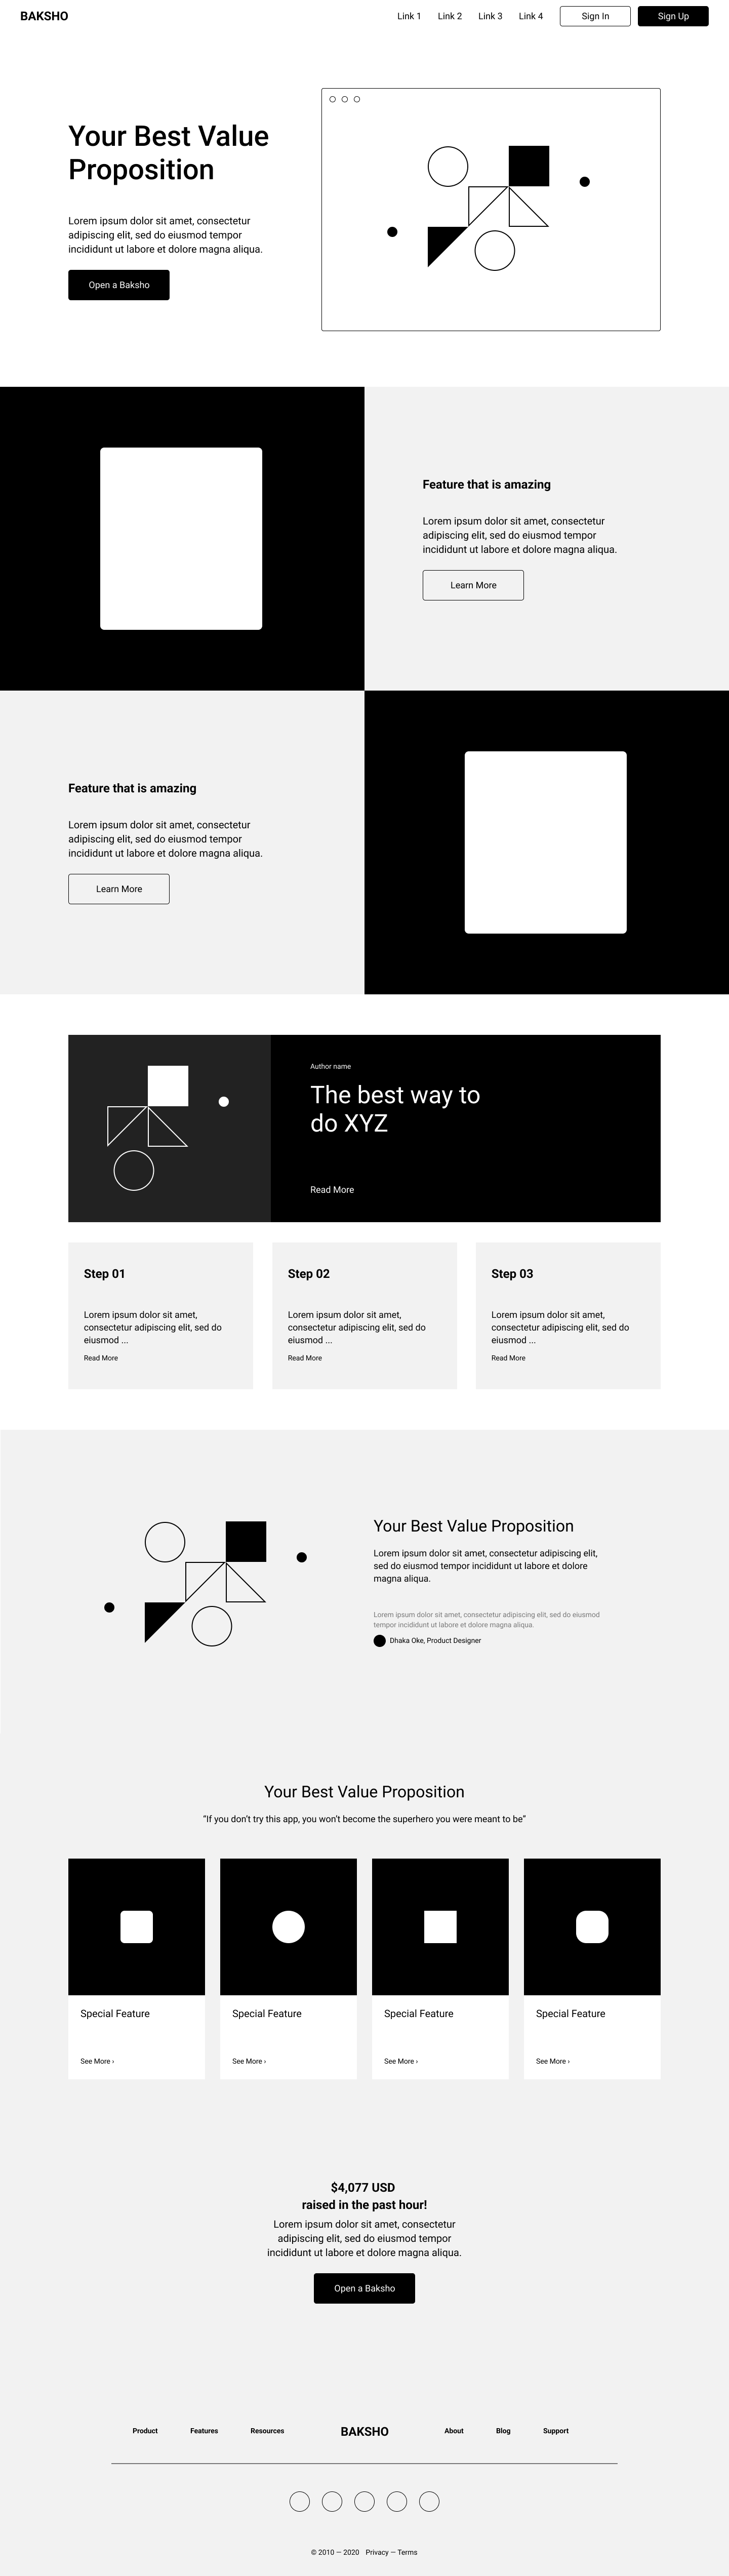 BAKSHO
Link 1
Link 2
Link 3
Link 4
Sign In
Sign Up
Your Best Value
Proposition
Lorem ipsum dolor sit amet, consectetur
adipiscing elit, sed do eiusmod tempor
incididunt ut labore et dolore magna aliqua.
Open a Baksho
Feature that is amazing
Lorem ipsum dolor sit amet, consectetur
adipiscing elit, sed do eiusmod tempor
incididunt ut labore et dolore magna aliqua.
Learn More
Feature that is amazing
Lorem ipsum dolor sit amet, consectetur
adipiscing elit, sed do eiusmod tempor
incididunt ut labore et dolore magna aliqua.
Learn More
Author name
The best way to
do XYZ
Read More
Step 01
Lorem ipsum dolor sit amet,
consectetur adipiscing elit, sed do
eiusmod ...
Read More
Step 02
Lorem ipsum dolor sit amet,
consectetur adipiscing elit, sed do
eiusmod ...
Read More
Step 03
Lorem ipsum dolor sit amet,
consectetur adipiscing elit, sed do
eiusmod ...
Read More
Your Best Value Proposition
Lorem ipsum dolor sit amet, consectetur adipiscing elit,
sed do eiusmod tempor incididunt ut labore et dolore
magna aliqua.
Lorem ipsum dolor sit amet, consectetur adipiscing elit, sed do eiusmod
tempor incididunt ut labore et dolore magna aliqua.
Dhaka Oke, Product Designer
Your Best Value Proposition
“If you don’t try this app, you won’t become the superhero you were meant to be”
Special Feature
See More ›
Special Feature
See More ›
Special Feature
See More ›
Special Feature
See More ›
$4,077 USD
raised in the past hour!
Lorem ipsum dolor sit amet, consectetur
adipiscing elit, sed do eiusmod tempor
incididunt ut labore et dolore magna aliqua.
Open a Baksho
Product
Features
Resources
BAKSHO
About
Blog
Support
© 2010 — 2020
Privacy — Terms